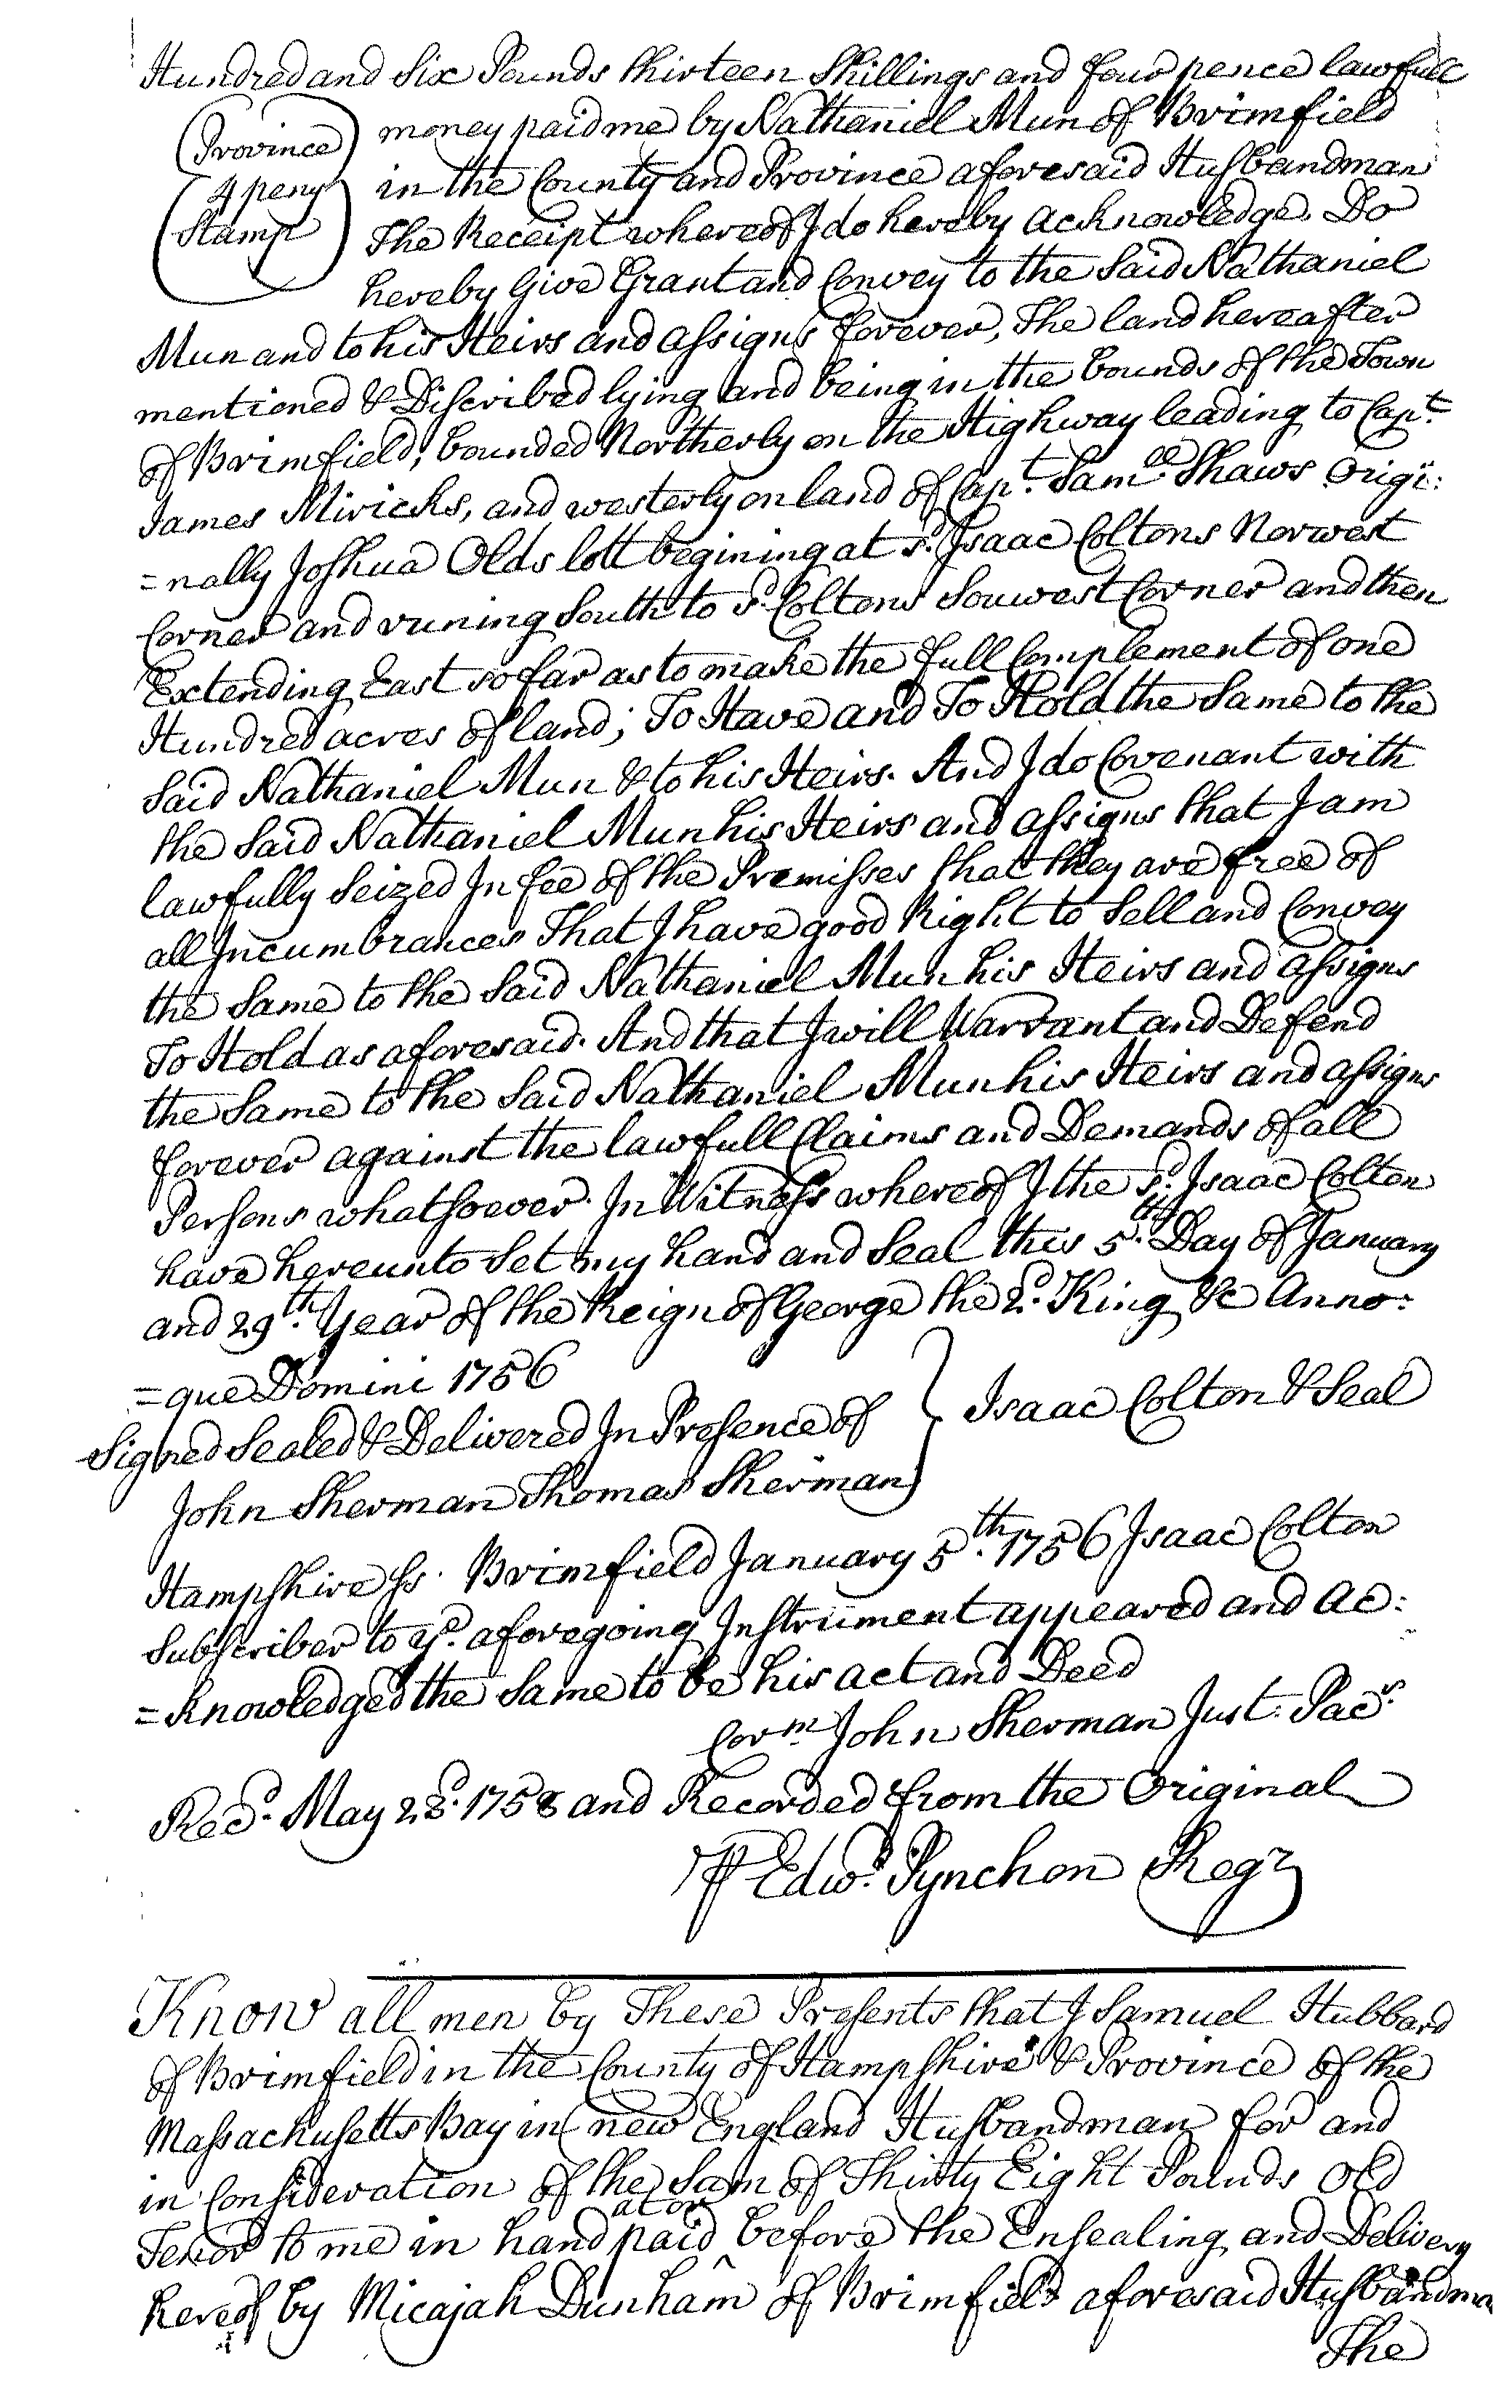 Hundred and Six Pounds thirteen Shillings and four pence lawfull
(Province)
4 peny
Stamp
money paid me by Nathaniel Mun of Brimfield
in the County and Province aforesaid Husbandman
The Receipt whereof I do hereby acknowledge. Do
hereby Give Grant and Convey to the Said Nathaniel
Mun and to his Heirs and assigns forever, The land hereafter
mentioned & Discribed lying and being in the bounds of the Town
of Brimfield, bounded Northerly on the Highway leading to Capt.
James Miricks, and westerly on land of Capt. Samll. Shaws Origi:
=nally Joshua Olds lott begining at sd. Isaac Coltons Norwest
Corner and runing South to sd. Coltons Souwest Corner and then
Extending East so far as to make the full Complement of one
Hundred acres of land; To Have and To Hold the Same to the
Said Nathaniel Mun & to his Heirs. And I do Covenant with
the Said Nathaniel Mun his Heirs and assigns that I am
lawfully Seized In fee of the Premisses that they are free of
all Incumbrances That I have good Right to Sell and Convey
the Same to the Said Nathaniel Mun his Heirs and assigns
To Hold as aforesaid. And that I will Warrant and Defend
the Same to the Said Nathaniel Mun his Heirs and assigns
forever against the lawfull Claims and Demands of all
Persons whatsoever. In Witness whereof I the sd. Isaac Colton
have hereunto Set my hand and Seal this 5th. Day of January
and 29th. Year of the Reign of George the 2d. King &c Anno:
=que Domini 1756
Signed Sealed & Delivered In Presence of } Isaac Colton & Seal
John Sherman Thomas Sherman
Hampshire ss. Brimfield January 5th. 1756 Isaac Colton
Subscriber to ye. aforegoing Instrument appeared and ac:
=knowledged the Same to be his act and Deed
Corm. John Sherman Just. Pacs.
Recd. May 28. 1758 and Recorded from the Original
P Edwd. Pynchon Regr
Know all men by These Presents that I Samuel Hubbard
of Brimfield in the County of Hampshire & Province of the
Massachusetts Bay in new England Husbandman for and
in Consideration of the Sum of Thirty Eight Pounds Old
Tenor to me in hand paid at or before the Ensealing and Delivery
hereof by Micajah Dunham of Brimfield aforesaid Husbandma
The